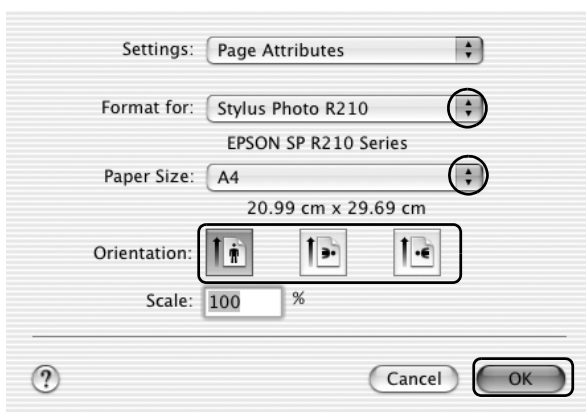 Settings: Page Attributes
Format for: Stylus Photo R210
EPSON SP R210 Series
Paper Size: A4
20.99 cm x 29.69 cm
Orientation:
Scale: 100 %
? Cancel OK